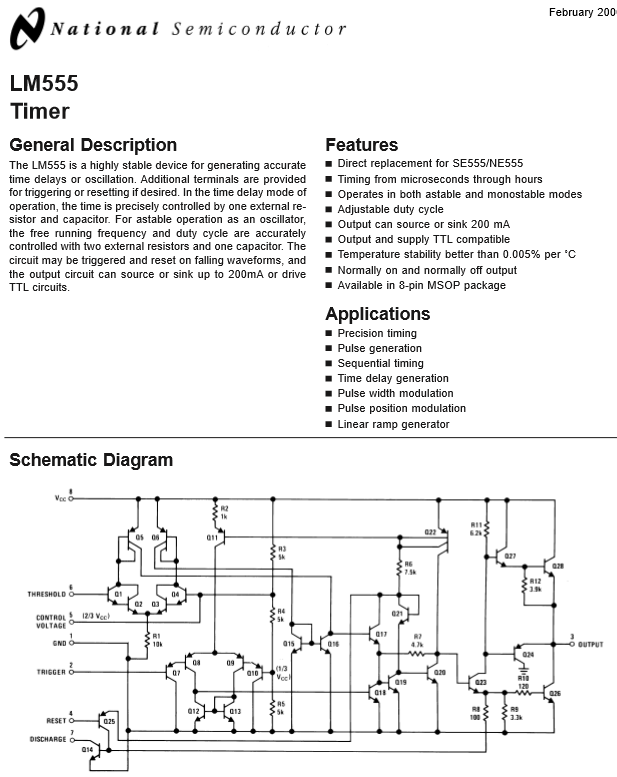 National Semiconductor
February 200
LM555
Timer
General Description
The LM555 is a highly stable device for generating accurate
time delays or oscillation. Additional terminals are provided
for triggering or resetting if desired. In the time delay mode of
operation, the time is precisely controlled by one external re-
sistor and capacitor. For astable operation as an oscillator,
the free running frequency and duty cycle are accurately
controlled with two external resistors and one capacitor. The
circuit may be triggered and reset on falling waveforms, and
the output circuit can source or sink up to 200mA or drive
TTL circuits.
Features
■ Direct replacement for SE555/NE555
■ Timing from microseconds through hours
■ Operates in both astable and monostable modes
■ Adjustable duty cycle
■ Output can source or sink 200 mA
■ Output and supply TTL compatible
■ Temperature stability better than 0.005% per °C
■ Normally on and normally off output
■ Available in 8-pin MSOP package
Applications
■ Precision timing
■ Pulse generation
■ Sequential timing
■ Time delay generation
■ Pulse width modulation
■ Pulse position modulation
■ Linear ramp generator
Schematic Diagram
VCC 8
R2
1k
Q5 Q6
Q11
R3
5k
Q22
R11
6.2k
Q27
Q28
R6
7.5k
R12
3.9k
THRESHOLD 6
Q1
Q2
Q3
Q4
CONTROL
VOLTAGE 5 (2/3 VCC)
R4
5k
Q21
GND 1
R1
10k
Q15 Q16
Q17
R7
4.7k
3
OUTPUT
Q24
TRIGGER 2
Q7
Q8
Q9
Q10
(1/3
VCC)
Q18
Q19
Q20
Q23
R10
120
Q26
RESET 4
Q25
Q12 Q13
R5
5k
R8
100
R9
3.3k
DISCHARGE 7
Q14